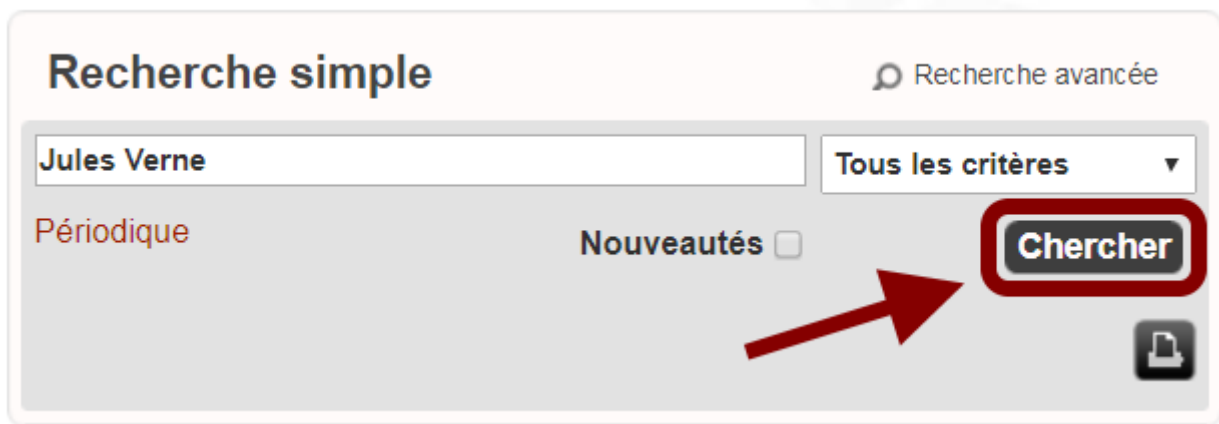 Recherche simple
Recherche avancée
Jules Verne
Tous les critères
Périodique
Nouveautés
Chercher